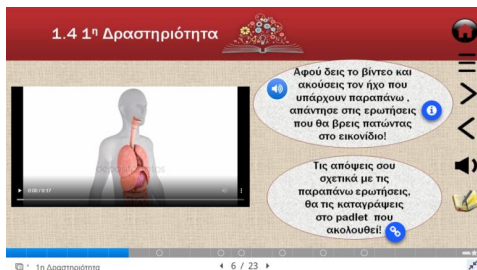 1.4 1η Δραστηριότητα
Αφού δεις το βίντεο και
ακούσεις τον ήχο που
υπάρχουν παραπάνω ,
απάντησε στις ερωτήσεις
που θα βρεις πατώντας
στο εικονίδιο!
Τις απόψεις σου
σχετικά με τις
παραπάνω ερωτήσεις,
θα τις καταγράψεις
στο padlet που
ακολουθεί!
0:00 / 0:17
1η Δραστηριότητα
6 / 23